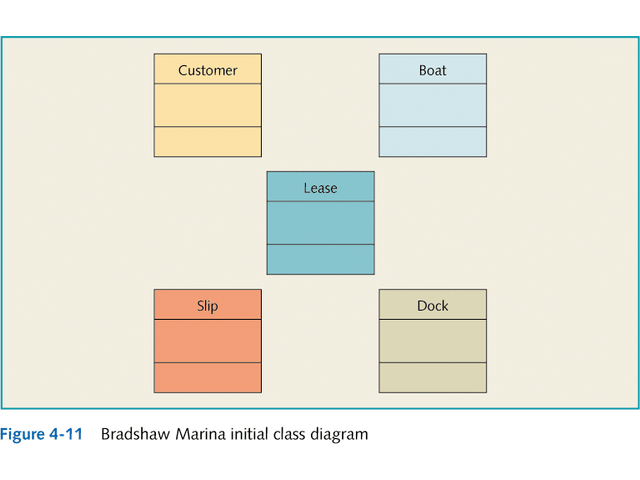 Customer
Boat
Lease
Slip
Dock
Figure 4-11 Bradshaw Marina initial class diagram